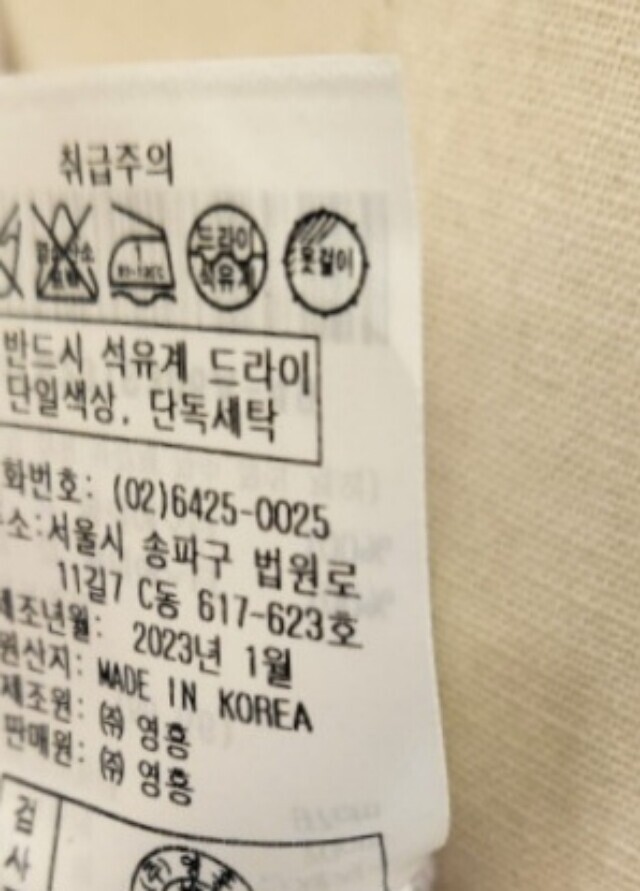 취급주의
드라이
석유계
옷걸이
반드시 석유계 드라이
단일색상, 단독세탁
화번호: (02)6425-0025
소:서울시 송파구 법원로
11길7 C동 617-623호
제조년월: 2023년 1월
원산지: MADE IN KOREA
제조원: ㈜ 영흥
판매원: ㈜ 영흥
검
사